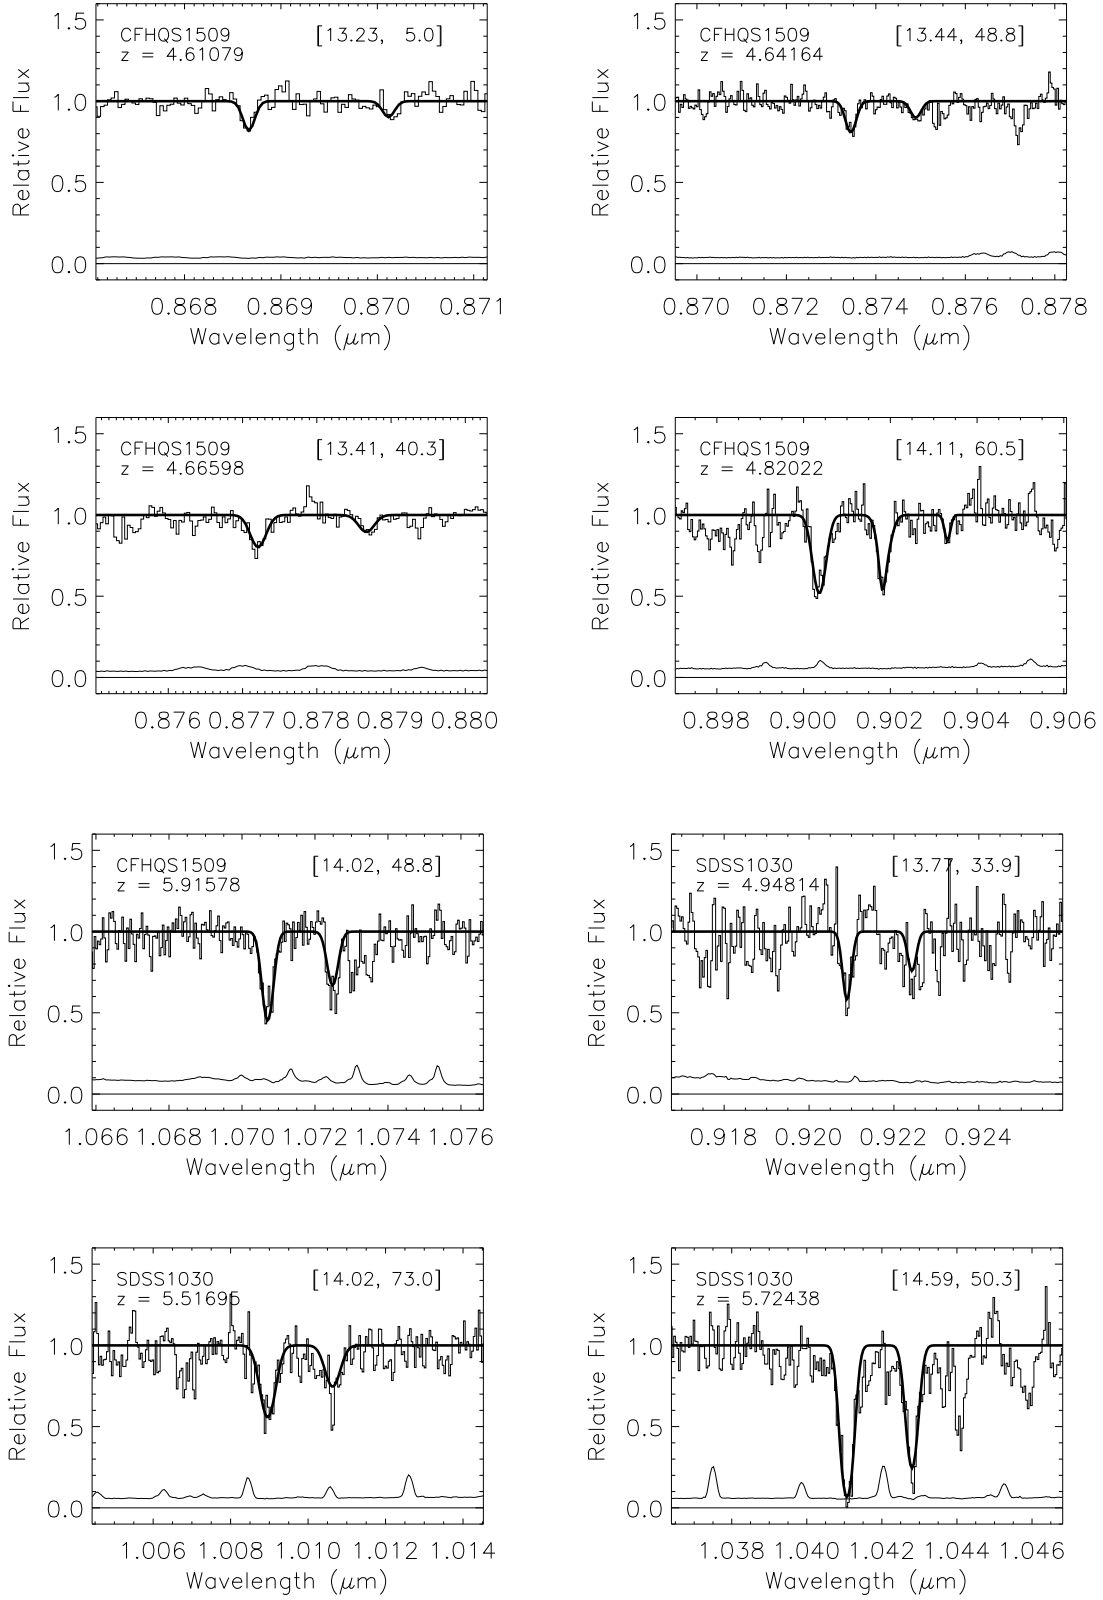 CFHQS1509 [13.23, 5.0]
z = 4.61079
1.5
1.0
0.5
0.0
Relative Flux
0.868 0.869 0.870 0.871
Wavelength (μm)
CFHQS1509 [13.44, 48.8]
z = 4.64164
1.5
1.0
0.5
0.0
Relative Flux
0.870 0.872 0.874 0.876 0.878
Wavelength (μm)
CFHQS1509 [13.41, 40.3]
z = 4.66598
1.5
1.0
0.5
0.0
Relative Flux
0.876 0.877 0.878 0.879 0.880
Wavelength (μm)
CFHQS1509 [14.11, 60.5]
z = 4.82022
1.5
1.0
0.5
0.0
Relative Flux
0.898 0.900 0.902 0.904 0.906
Wavelength (μm)
CFHQS1509 [14.02, 48.8]
z = 5.91578
1.5
1.0
0.5
0.0
Relative Flux
1.066 1.068 1.070 1.072 1.074 1.076
Wavelength (μm)
SDSS1030 [13.77, 33.9]
z = 4.94814
1.5
1.0
0.5
0.0
Relative Flux
0.918 0.920 0.922 0.924
Wavelength (μm)
SDSS1030 [14.02, 73.0]
z = 5.51695
1.5
1.0
0.5
0.0
Relative Flux
1.006 1.008 1.010 1.012 1.014
Wavelength (μm)
SDSS1030 [14.59, 50.3]
z = 5.72438
1.5
1.0
0.5
0.0
Relative Flux
1.038 1.040 1.042 1.044 1.046
Wavelength (μm)